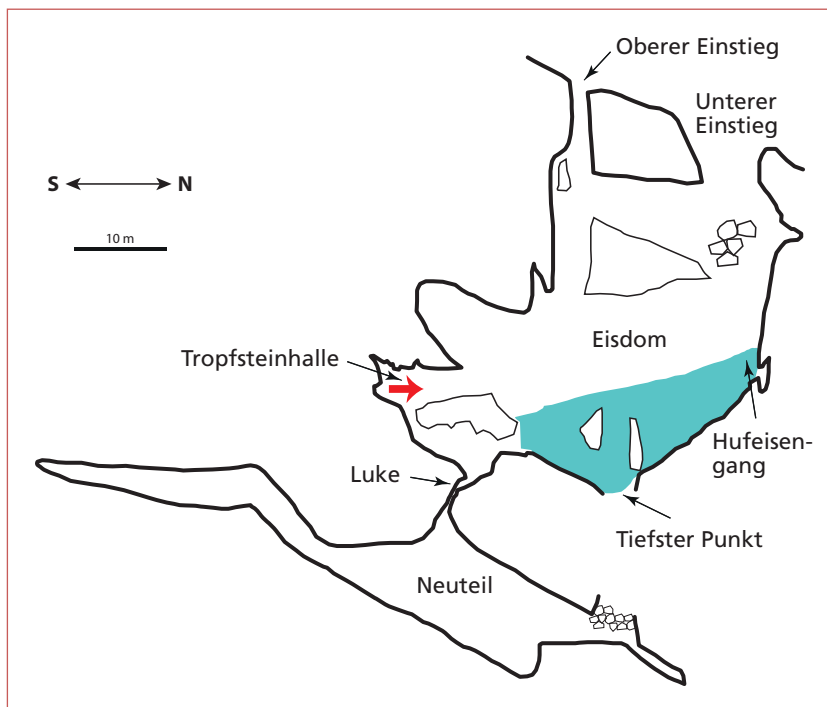 Oberer Einstieg
Unterer
Einstieg
S
N
10 m
Eisdom
Tropfsteinhalle
Hufeisen-
gang
Luke
Tiefster Punkt
Neuteil